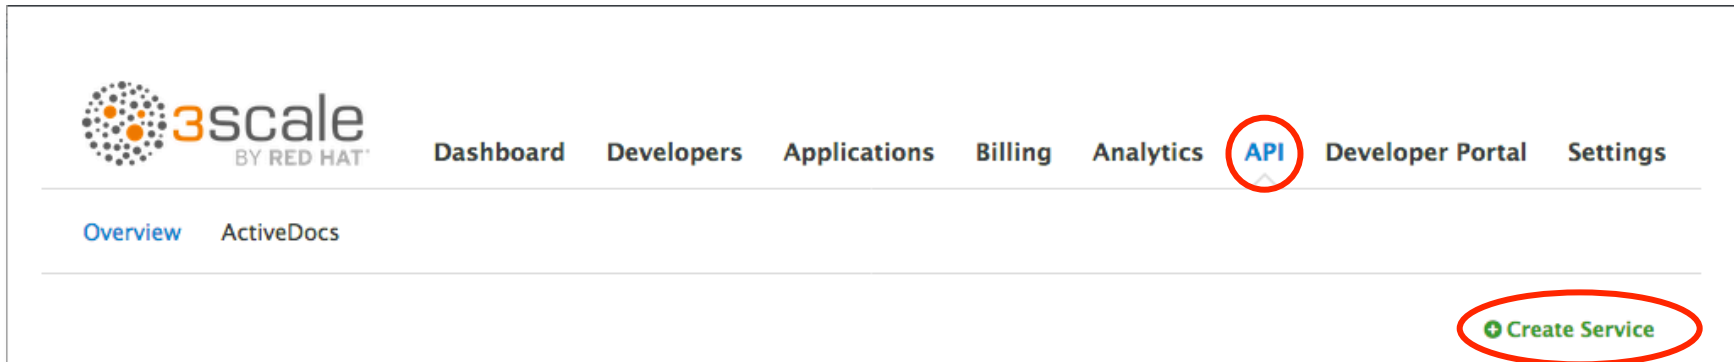 3scale
BY RED HAT
Dashboard Developers Applications Billing Analytics API Developer Portal Settings
Overview ActiveDocs
Create Service